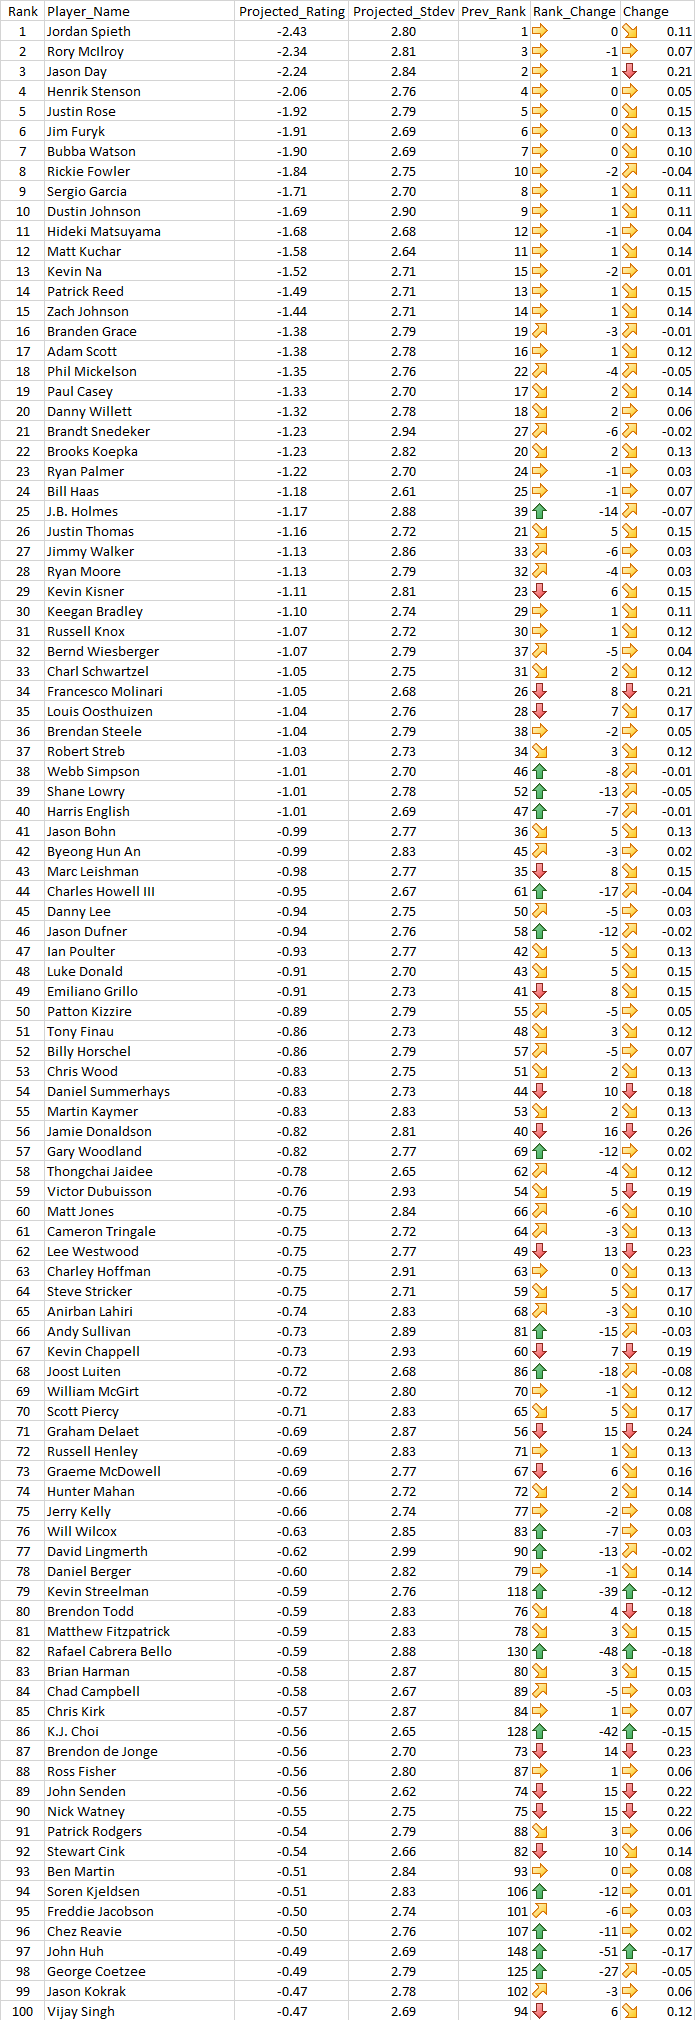 Rank Player_Name Projected_Rating Projected_Stdev Prev_Rank Rank_Change Change
1 Jordan Spieth -2.43 2.80 1 0 0.11
2 Rory McIlroy -2.34 2.81 3 -1 0.07
3 Jason Day -2.24 2.84 2 1 0.21
4 Henrik Stenson -2.06 2.76 4 0 0.05
5 Justin Rose -1.92 2.79 5 0 0.15
6 Jim Furyk -1.91 2.69 6 0 0.13
7 Bubba Watson -1.90 2.69 7 0 0.10
8 Rickie Fowler -1.84 2.75 10 -2 -0.04
9 Sergio Garcia -1.71 2.70 8 1 0.11
10 Dustin Johnson -1.69 2.90 9 1 0.11
11 Hideki Matsuyama -1.68 2.68 12 -1 0.04
12 Matt Kuchar -1.58 2.64 11 1 0.14
13 Kevin Na -1.52 2.71 15 -2 0.01
14 Patrick Reed -1.49 2.71 13 1 0.15
15 Zach Johnson -1.44 2.71 14 1 0.14
16 Branden Grace -1.38 2.79 19 -3 -0.01
17 Adam Scott -1.38 2.78 16 1 0.12
18 Phil Mickelson -1.35 2.76 22 -4 -0.05
19 Paul Casey -1.33 2.70 17 2 0.14
20 Danny Willett -1.32 2.78 18 2 0.06
21 Brandt Snedeker -1.23 2.94 27 -6 -0.02
22 Brooks Koepka -1.23 2.82 20 2 0.13
23 Ryan Palmer -1.22 2.70 24 -1 0.03
24 Bill Haas -1.18 2.61 25 -1 0.07
25 J.B. Holmes -1.17 2.88 39 -14 -0.07
26 Justin Thomas -1.16 2.72 21 5 0.15
27 Jimmy Walker -1.13 2.86 33 -6 0.03
28 Ryan Moore -1.13 2.79 32 -4 0.03
29 Kevin Kisner -1.11 2.81 23 6 0.15
30 Keegan Bradley -1.10 2.74 29 1 0.11
31 Russell Knox -1.07 2.72 30 1 0.12
32 Bernd Wiesberger -1.07 2.79 37 -5 0.04
33 Charl Schwartzel -1.05 2.75 31 2 0.12
34 Francesco Molinari -1.05 2.68 26 8 0.21
35 Louis Oosthuizen -1.04 2.76 28 7 0.17
36 Brendan Steele -1.04 2.79 38 -2 0.05
37 Robert Streb -1.03 2.73 34 3 0.12
38 Webb Simpson -1.01 2.70 46 -8 -0.01
39 Shane Lowry -1.01 2.78 52 -13 -0.05
40 Harris English -1.01 2.69 47 -7 -0.01
41 Jason Bohn -0.99 2.77 36 5 0.13
42 Byeong Hun An -0.99 2.83 45 -3 0.02
43 Marc Leishman -0.98 2.77 35 8 0.15
44 Charles Howell III -0.95 2.67 61 -17 -0.04
45 Danny Lee -0.94 2.75 50 -5 0.03
46 Jason Dufner -0.94 2.76 58 -12 -0.02
47 Ian Poulter -0.93 2.77 42 5 0.13
48 Luke Donald -0.91 2.70 43 5 0.15
49 Emiliano Grillo -0.91 2.73 41 8 0.15
50 Patton Kizzire -0.89 2.79 55 -5 0.05
51 Tony Finau -0.86 2.73 48 3 0.12
52 Billy Horschel -0.86 2.79 57 -5 0.07
53 Chris Wood -0.83 2.75 51 2 0.13
54 Daniel Summerhays -0.83 2.73 44 10 0.18
55 Martin Kaymer -0.83 2.83 53 2 0.13
56 Jamie Donaldson -0.82 2.81 40 16 0.26
57 Gary Woodland -0.82 2.77 69 -12 0.02
58 Thongchai Jaidee -0.78 2.65 62 -4 0.12
59 Victor Dubuisson -0.76 2.93 54 5 0.19
60 Matt Jones -0.75 2.84 66 -6 0.10
61 Cameron Tringale -0.75 2.72 64 -3 0.13
62 Lee Westwood -0.75 2.77 49 13 0.23
63 Charley Hoffman -0.75 2.91 63 0 0.13
64 Steve Stricker -0.75 2.71 59 5 0.17
65 Anirban Lahiri -0.74 2.83 68 -3 0.10
66 Andy Sullivan -0.73 2.89 81 -15 -0.03
67 Kevin Chappell -0.73 2.93 60 7 0.19
68 Joost Luiten -0.72 2.68 86 -18 -0.08
69 William McGirt -0.72 2.80 70 -1 0.12
70 Scott Piercy -0.71 2.83 65 5 0.17
71 Graham Delaet -0.69 2.87 56 15 0.24
72 Russell Henley -0.69 2.83 71 1 0.13
73 Graeme McDowell -0.69 2.77 67 6 0.16
74 Hunter Mahan -0.66 2.72 72 2 0.14
75 Jerry Kelly -0.66 2.74 77 -2 0.08
76 Will Wilcox -0.63 2.85 83 -7 0.03
77 David Lingmerth -0.62 2.99 90 -13 -0.02
78 Daniel Berger -0.60 2.82 79 -1 0.14
79 Kevin Streelman -0.59 2.76 118 -39 -0.12
80 Brendon Todd -0.59 2.83 76 4 0.18
81 Matthew Fitzpatrick -0.59 2.83 78 3 0.15
82 Rafael Cabrera Bello -0.59 2.88 130 -48 -0.18
83 Brian Harman -0.58 2.87 80 3 0.15
84 Chad Campbell -0.58 2.67 89 -5 0.03
85 Chris Kirk -0.57 2.87 84 1 0.07
86 K.J. Choi -0.56 2.65 128 -42 -0.15
87 Brendon de Jonge -0.56 2.70 73 14 0.23
88 Ross Fisher -0.56 2.80 87 1 0.06
89 John Senden -0.56 2.62 74 15 0.22
90 Nick Watney -0.55 2.75 75 15 0.22
91 Patrick Rodgers -0.54 2.79 88 3 0.06
92 Stewart Cink -0.54 2.66 82 10 0.14
93 Ben Martin -0.51 2.84 93 0 0.08
94 Soren Kjeldsen -0.51 2.83 106 -12 0.01
95 Freddie Jacobson -0.50 2.74 101 -6 0.03
96 Chez Reavie -0.50 2.76 107 -11 0.02
97 John Huh -0.49 2.69 148 -51 -0.17
98 George Coetzee -0.49 2.79 125 -27 -0.05
99 Jason Kokrak -0.47 2.78 102 -3 0.06
100 Vijay Singh -0.47 2.69 94 6 0.12